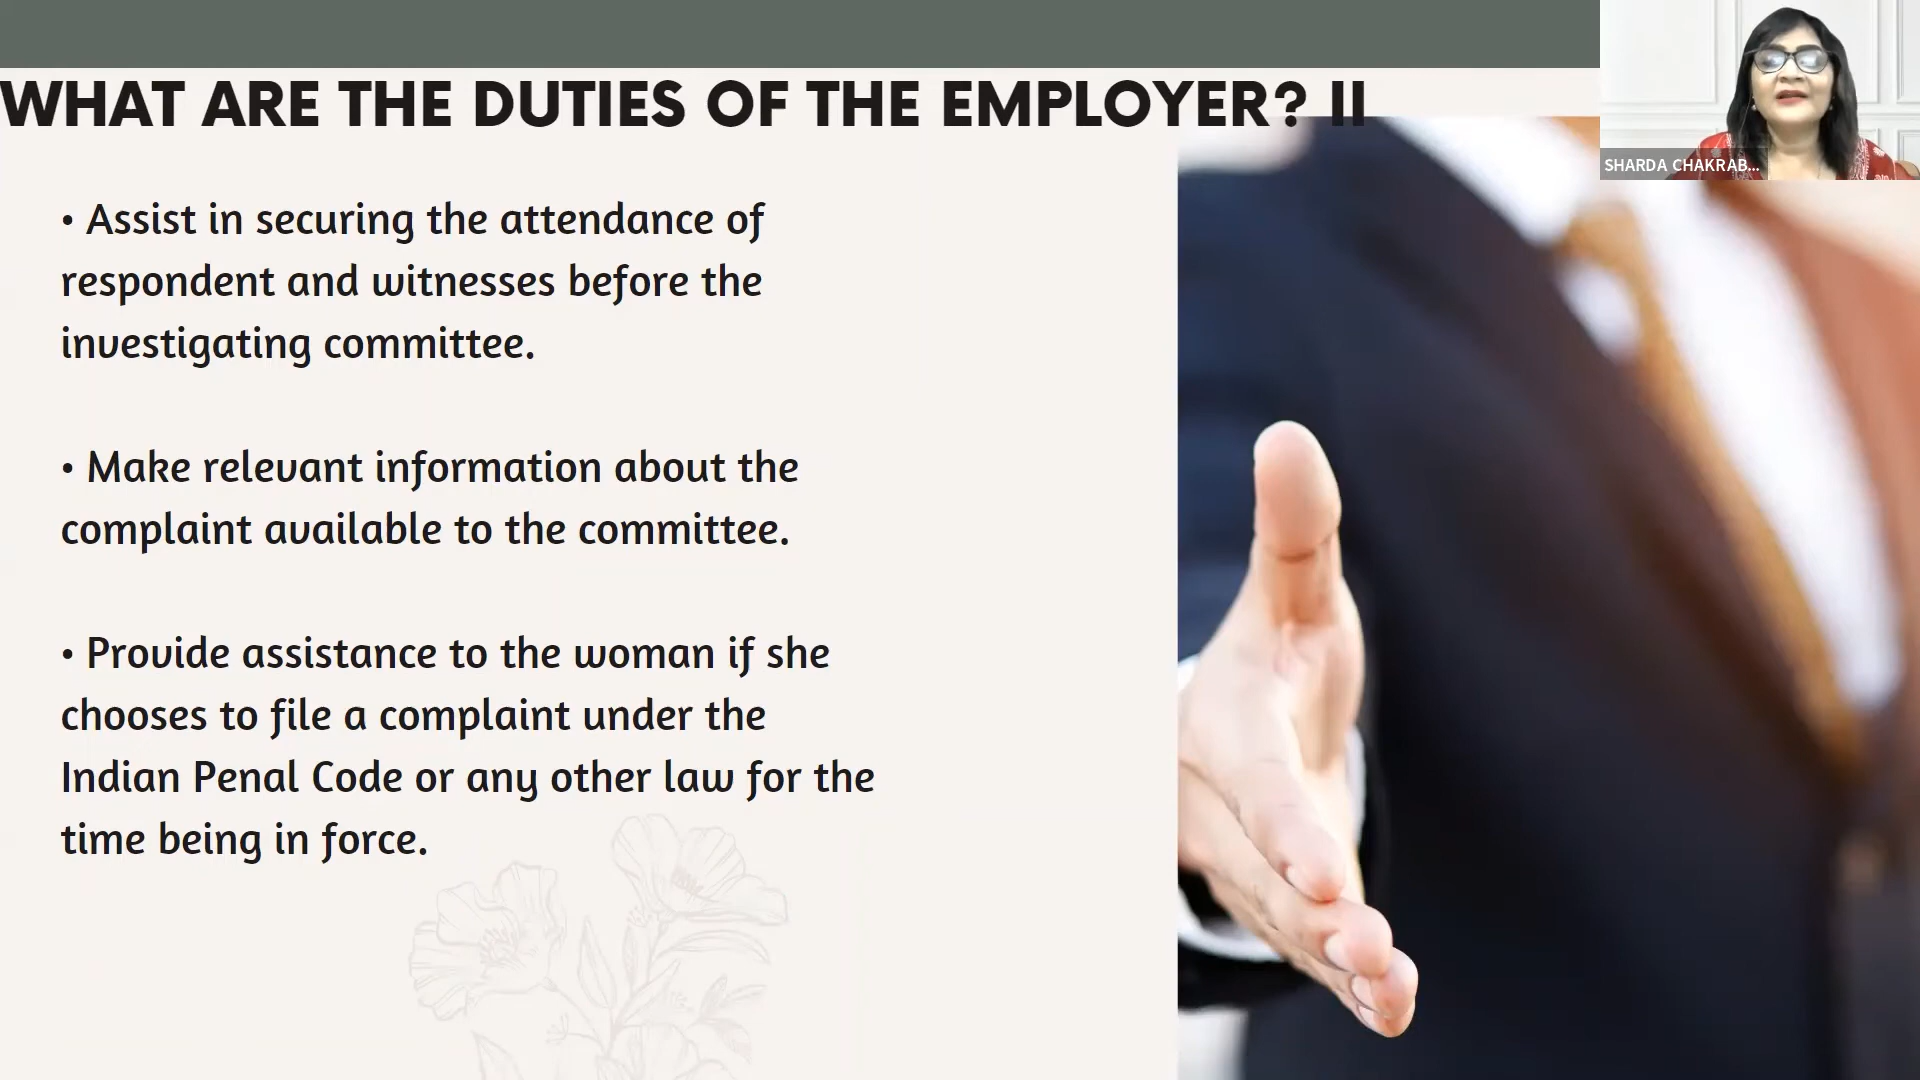 WHAT ARE THE DUTIES OF THE EMPLOYER? II
SHARDA CHAKRAB...
• Assist in securing the attendance of
respondent and witnesses before the
investigating committee.
• Make relevant information about the
complaint available to the committee.
• Provide assistance to the woman if she
chooses to file a complaint under the
Indian Penal Code or any other law for the
time being in force.